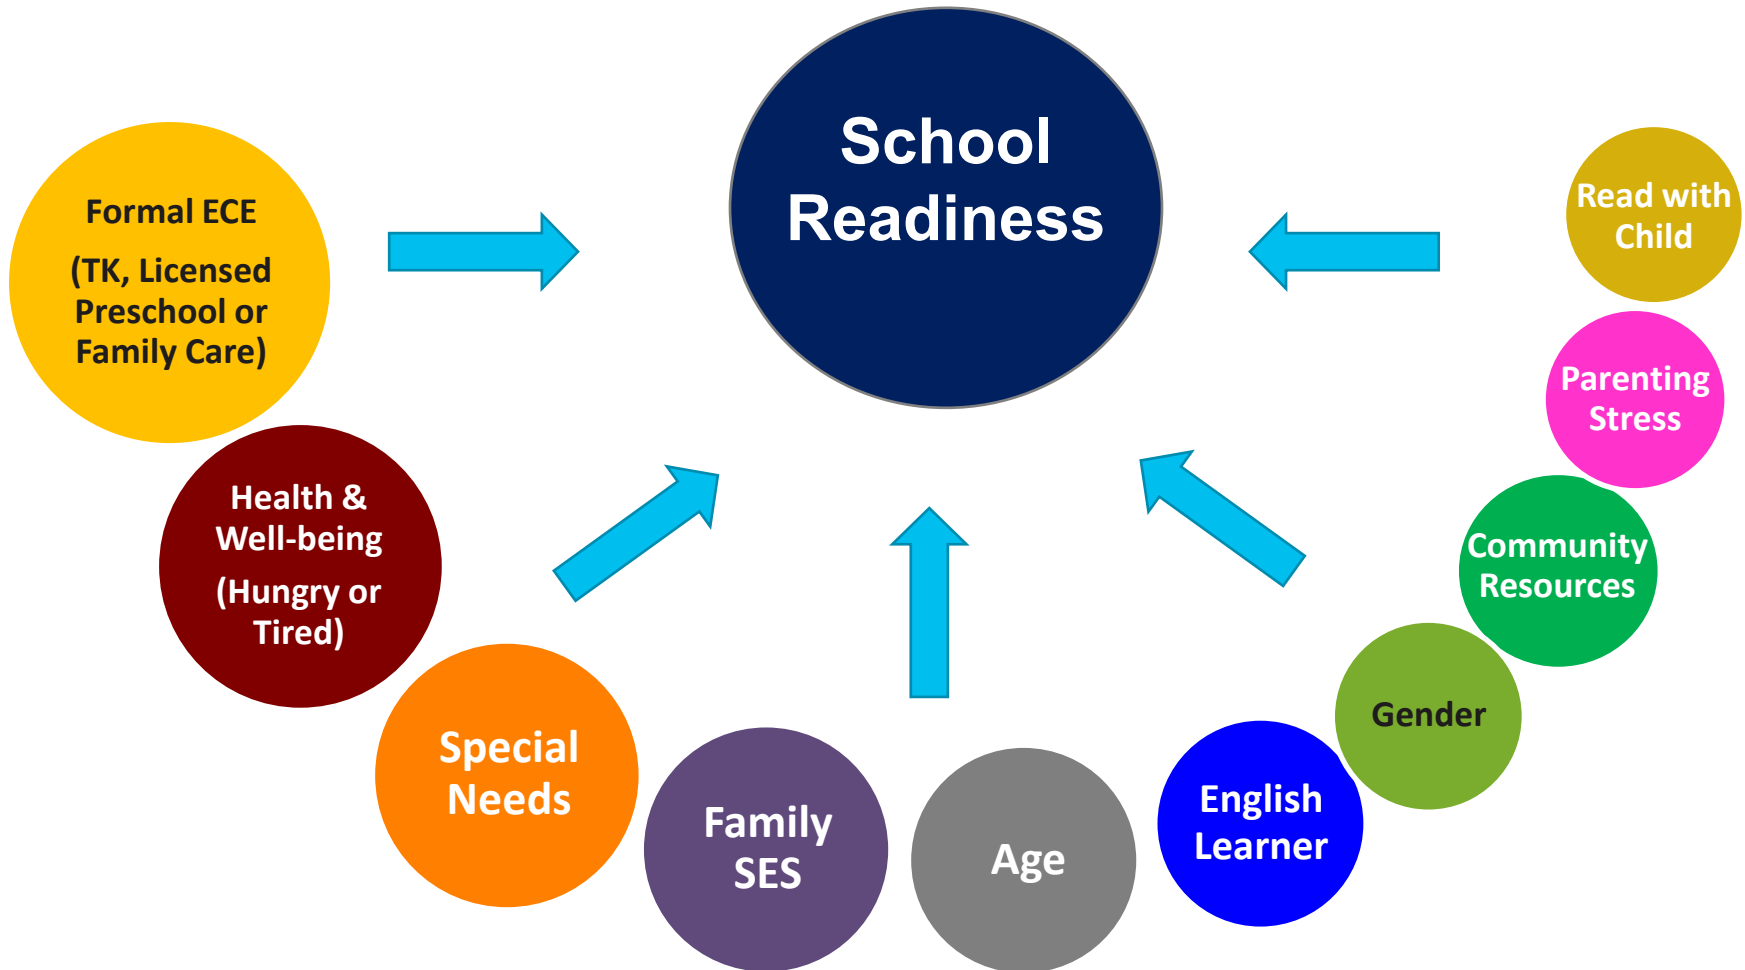 School
Readiness
Formal ECE
(TK, Licensed
Preschool or
Family Care)
Health &
Well-being
(Hungry or
Tired)
Special
Needs
Family
SES
Age
English
Learner
Gender
Community
Resources
Parenting
Stress
Read with
Child